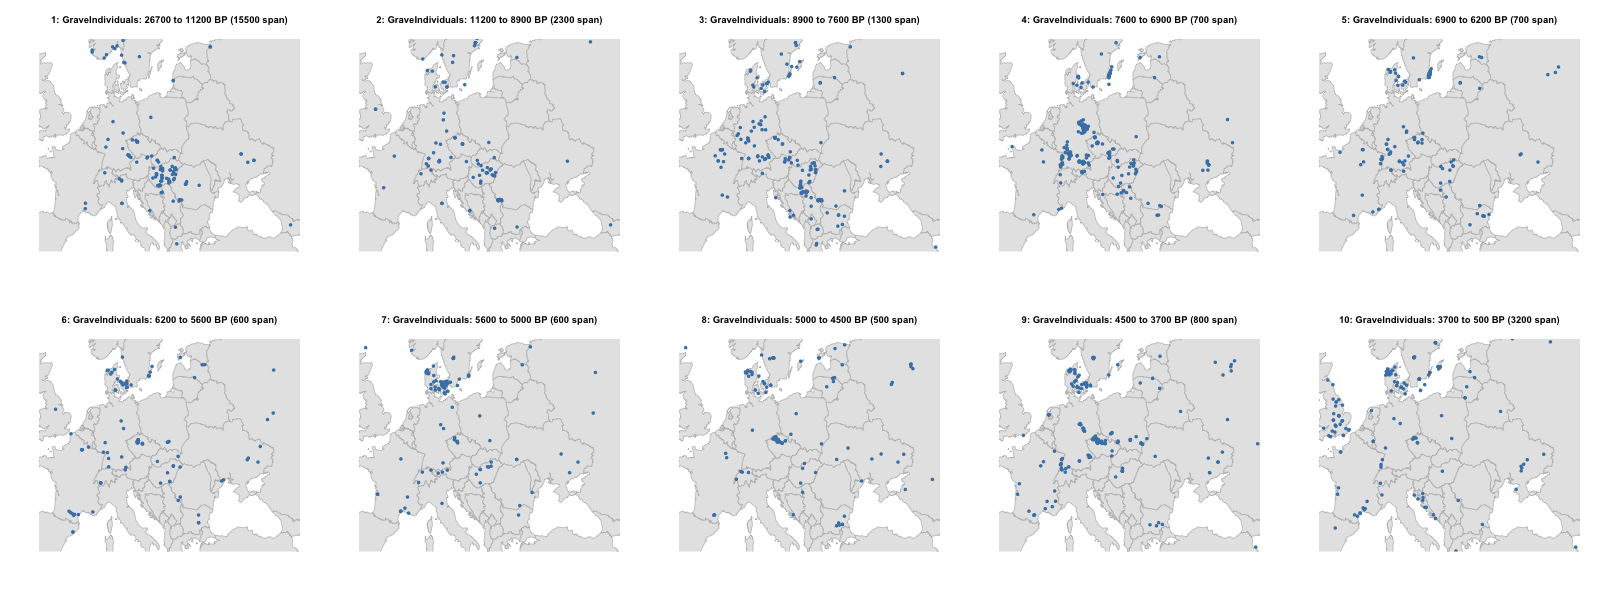 1: GraveIndividuals: 26700 to 11200 BP (15500 span)
2: GraveIndividuals: 11200 to 8900 BP (2300 span)
3: GraveIndividuals: 8900 to 7600 BP (1300 span)
4: GraveIndividuals: 7600 to 6900 BP (700 span)
5: GraveIndividuals: 6900 to 6200 BP (700 span)
6: GraveIndividuals: 6200 to 5600 BP (600 span)
7: GraveIndividuals: 5600 to 5000 BP (600 span)
8: GraveIndividuals: 5000 to 4500 BP (500 span)
9: GraveIndividuals: 4500 to 3700 BP (800 span)
10: GraveIndividuals: 3700 to 500 BP (3200 span)